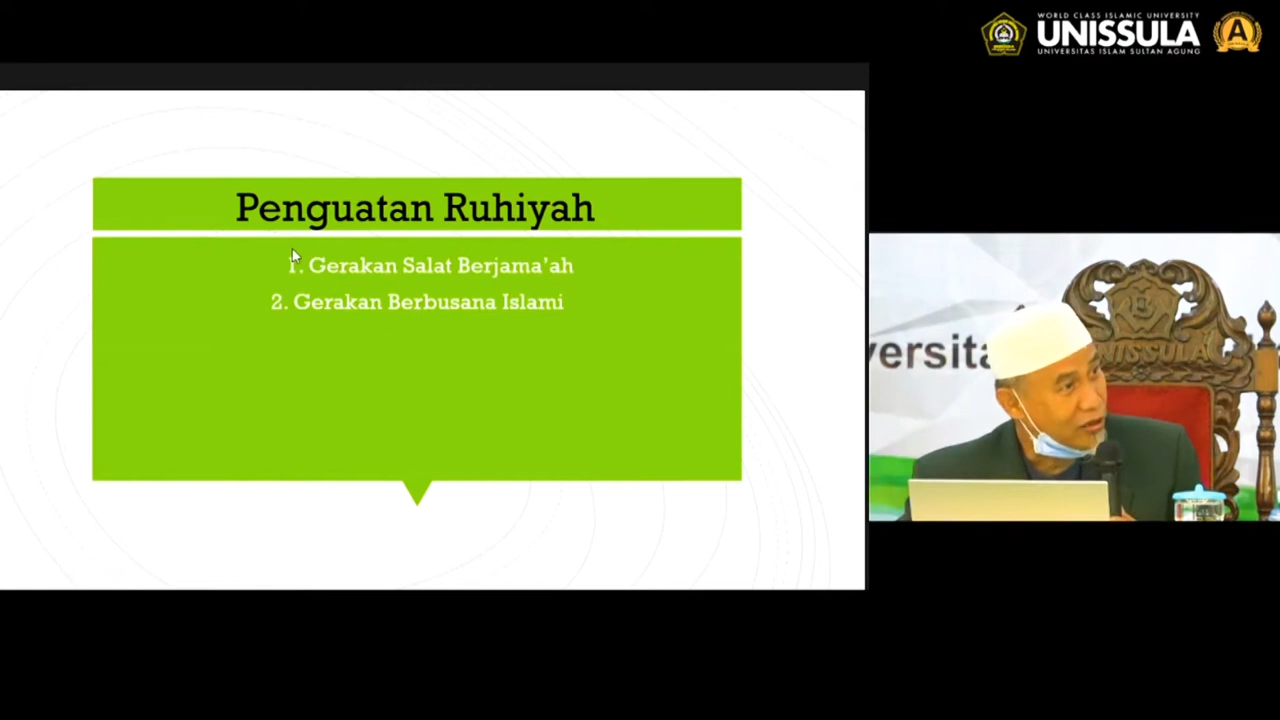 WORLD CLASS ISLAMIC UNIVERSITY
UNISSULA
UNIVERSITAS ISLAM SULTAN AGUNG
A
Penguatan Ruhiyah
1. Gerakan Salat Berjama’ah
2. Gerakan Berbusana Islami
versita
UNISSULA